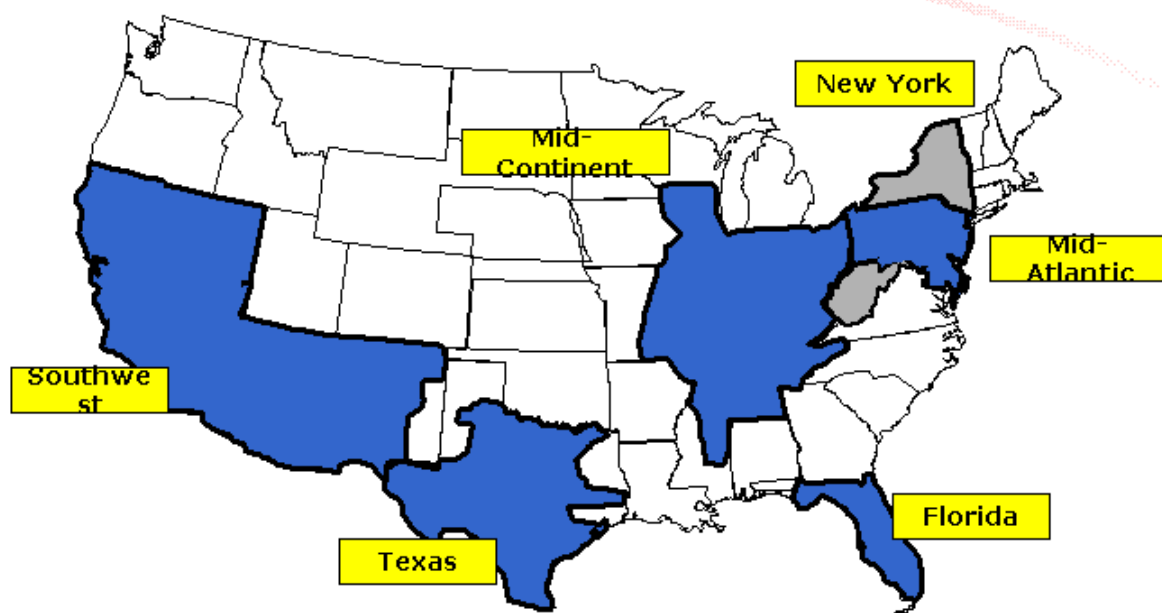 New York
Mid-
Continent
Mid-
Atlantic
Southwe
st
Florida
Texas